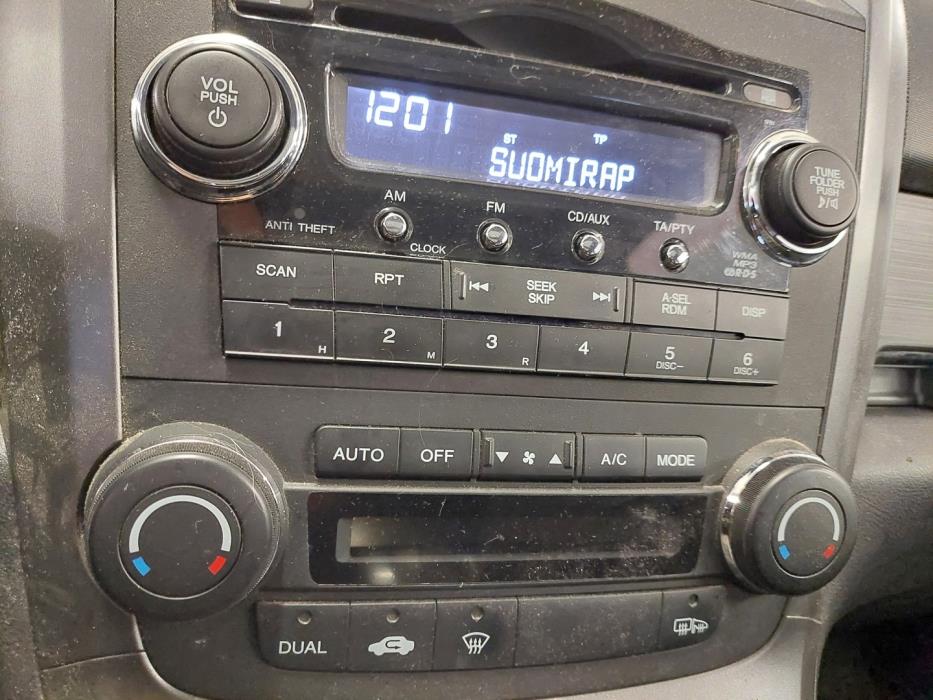 VOL
PUSH
1201
ST TP
SUOMIRAP
TUNE
FOLDER
PUSH
AM
FM
CD/AUX
TA/PTY
ANTI THEFT
CLOCK
WMA
MP3
R·D·S
SCAN
RPT
SEEK
SKIP
A·SEL
RDM
DISP
1 H
2 M
3 R
4
5
DISC−
6
DISC+
AUTO
OFF
A/C
MODE
DUAL